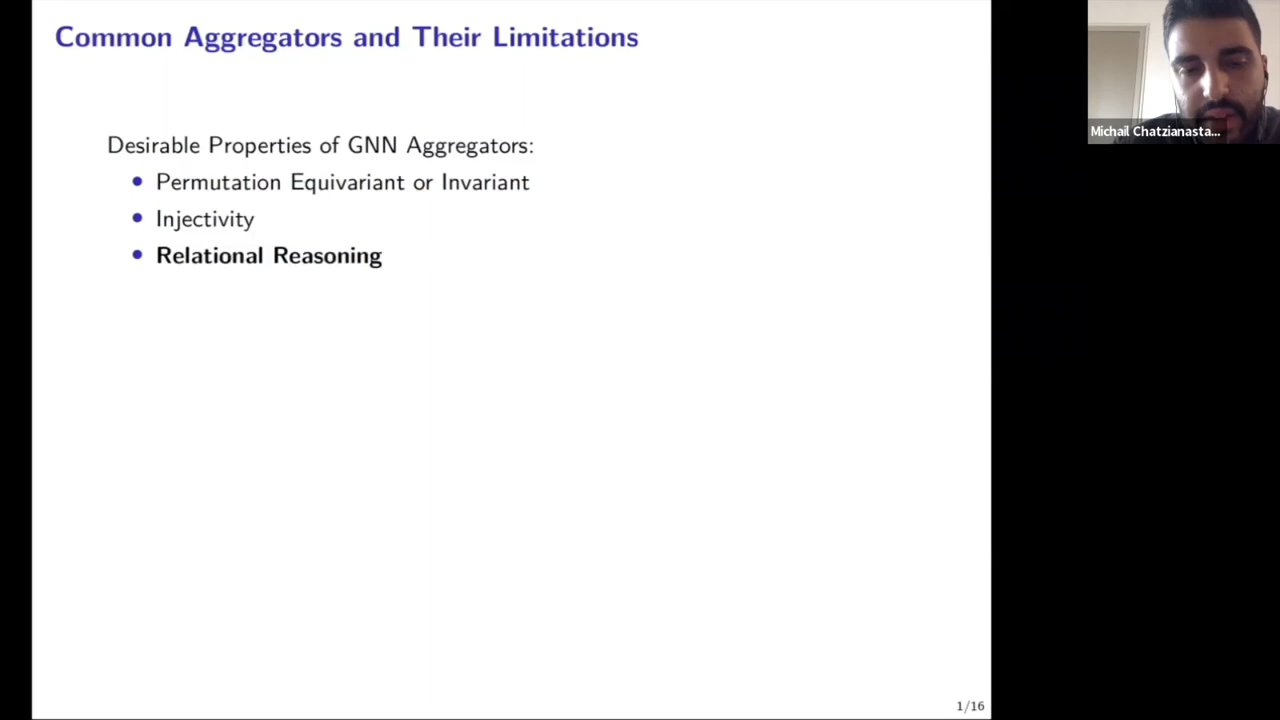 Common Aggregators and Their Limitations
Desirable Properties of GNN Aggregators:
• Permutation Equivariant or Invariant
• Injectivity
• Relational Reasoning
Michail Chatzianasta...
1/16